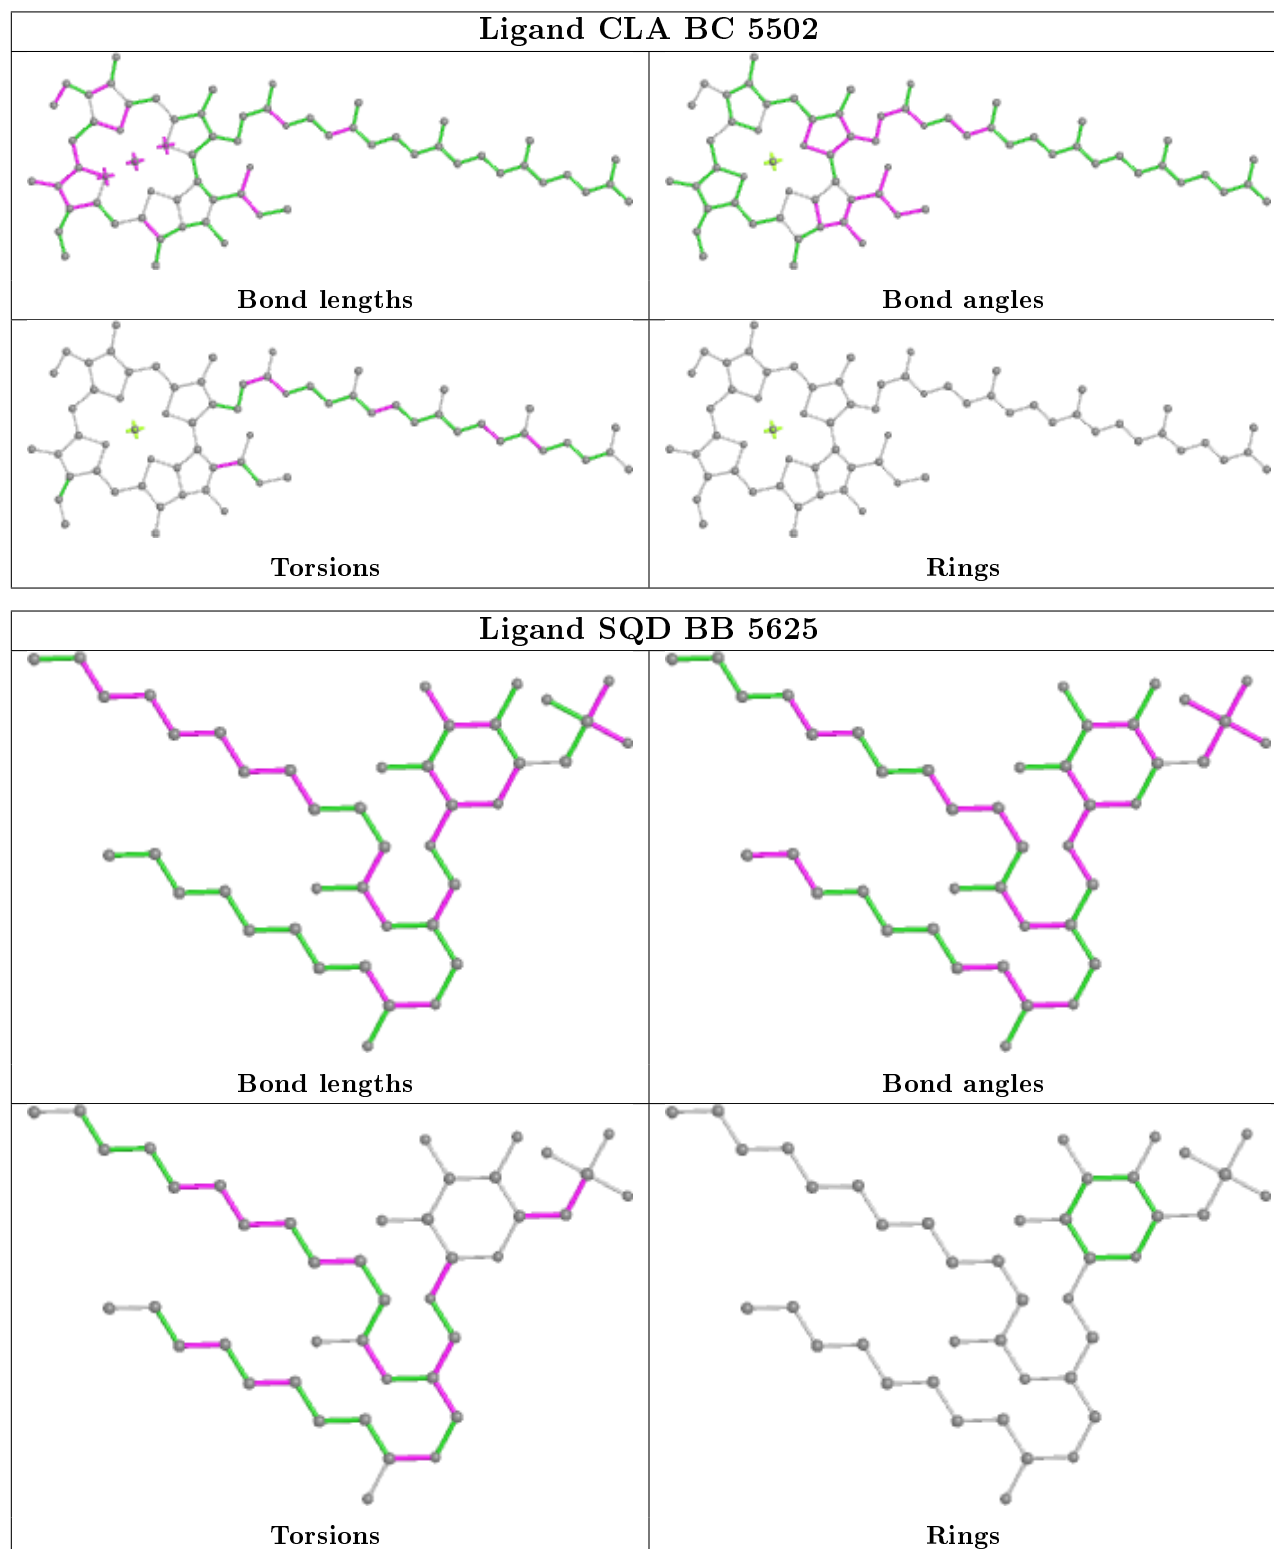 Ligand CLA BC 5502
Bond lengths
Bond angles
Torsions
Rings
Ligand SQD BB 5625
Bond lengths
Bond angles
Torsions
Rings